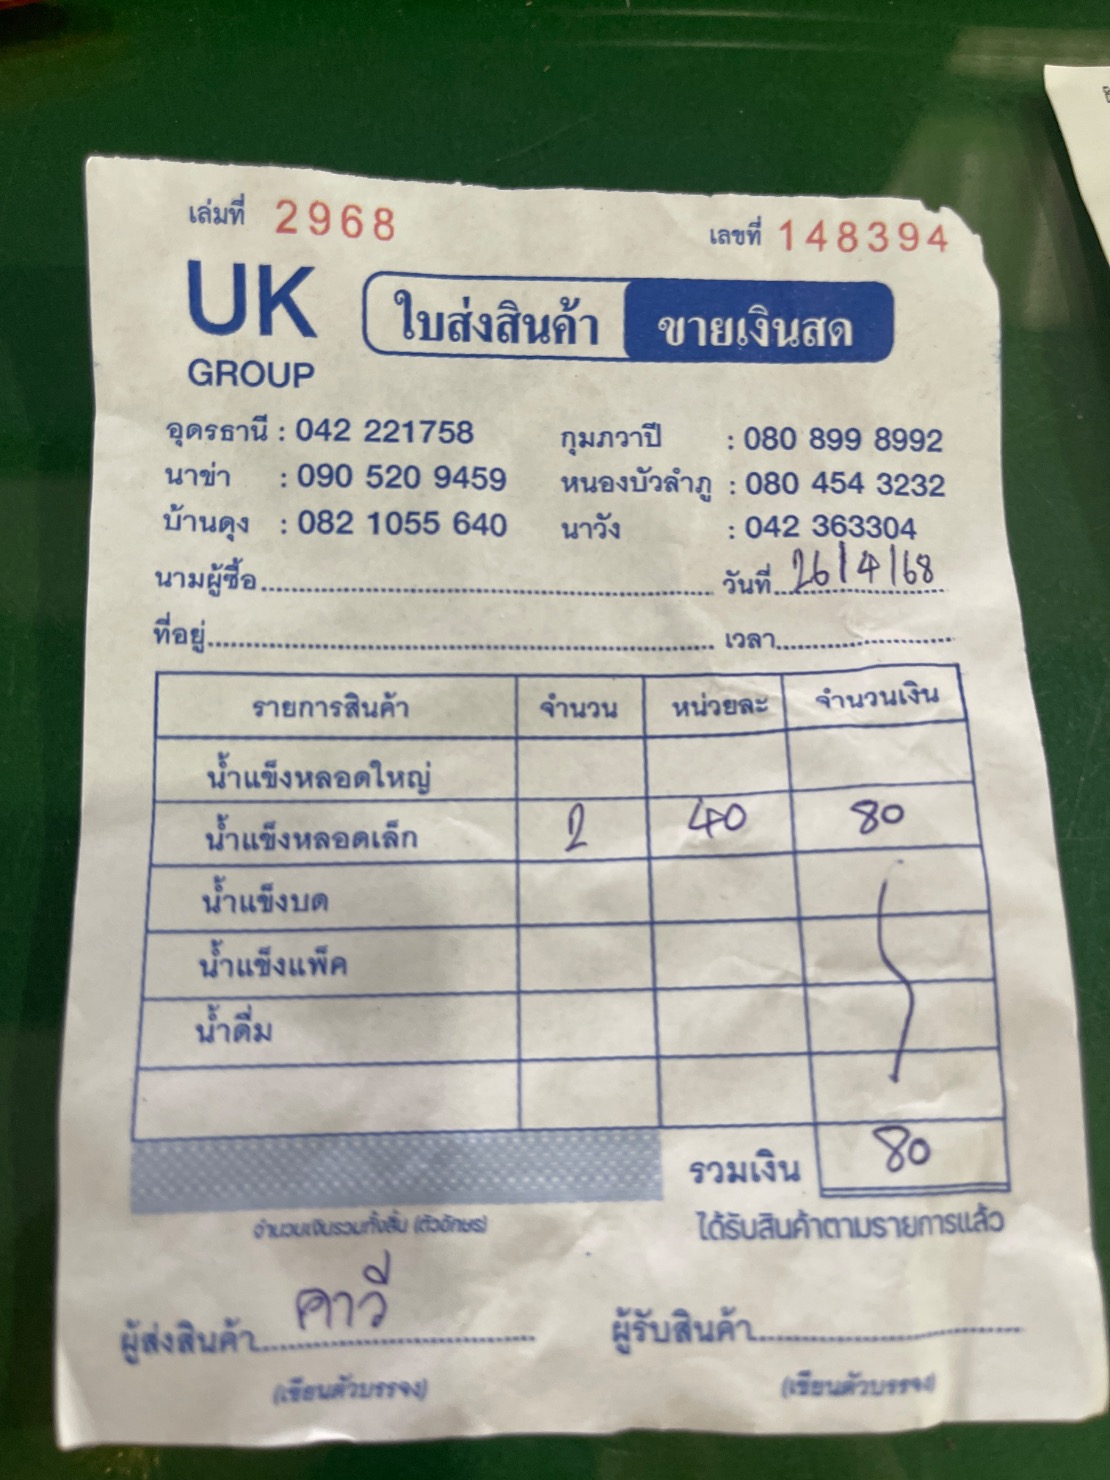 เล่มที่ 2968 เลขที่ 148394
UK GROUP
ใบส่งสินค้า ขายเงินสด
อุดรธานี : 042 221758 กุมภวาปี : 080 899 8992
นาข่า : 090 520 9459 หนองบัวลำภู : 080 454 3232
บ้านดุง : 082 1055 640 นาวัง : 042 363304
นามผู้ซื้อ วันที่ 26/4/68
ที่อยู่ เวลา
รายการสินค้า จำนวน หน่วยละ จำนวนเงิน
น้ำแข็งหลอดใหญ่
น้ำแข็งหลอดเล็ก 2 40 80
น้ำแข็งบด
น้ำแข็งแพ็ค
น้ำดื่ม
รวมเงิน 80
จำนวนเงินรวมทั้งสิ้น (ตัวอักษร) ได้รับสินค้าตามรายการแล้ว
ผู้ส่งสินค้า คาวี ผู้รับสินค้า
(เขียนตัวบรรจง) (เขียนตัวบรรจง)